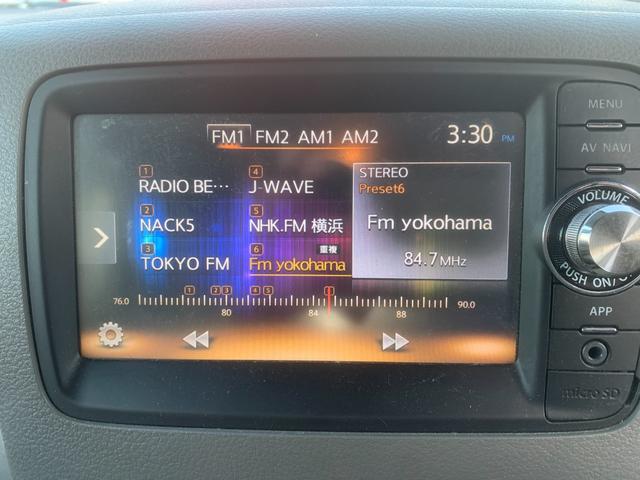 FM1 FM2 AM1 AM2 3:30 PM
1 4
RADIO BE… J-WAVE
2 5
NACK5 NHK.FM 横浜
3 6 重複
TOKYO FM Fm yokohama
STEREO
Preset6
Fm yokohama
84.7 MHz
1 2 3 4 5 6
76.0 90.0
80 84 88
MENU
AV NAVI
VOLUME
PUSH ON/O
APP
micro SD